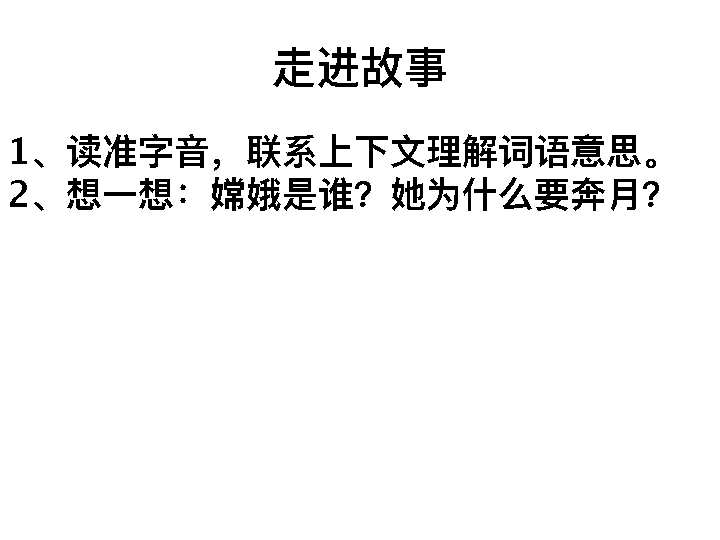 走进故事
1、读准字音，联系上下文理解词语意思。
2、想一想：嫦娥是谁？她为什么要奔月？